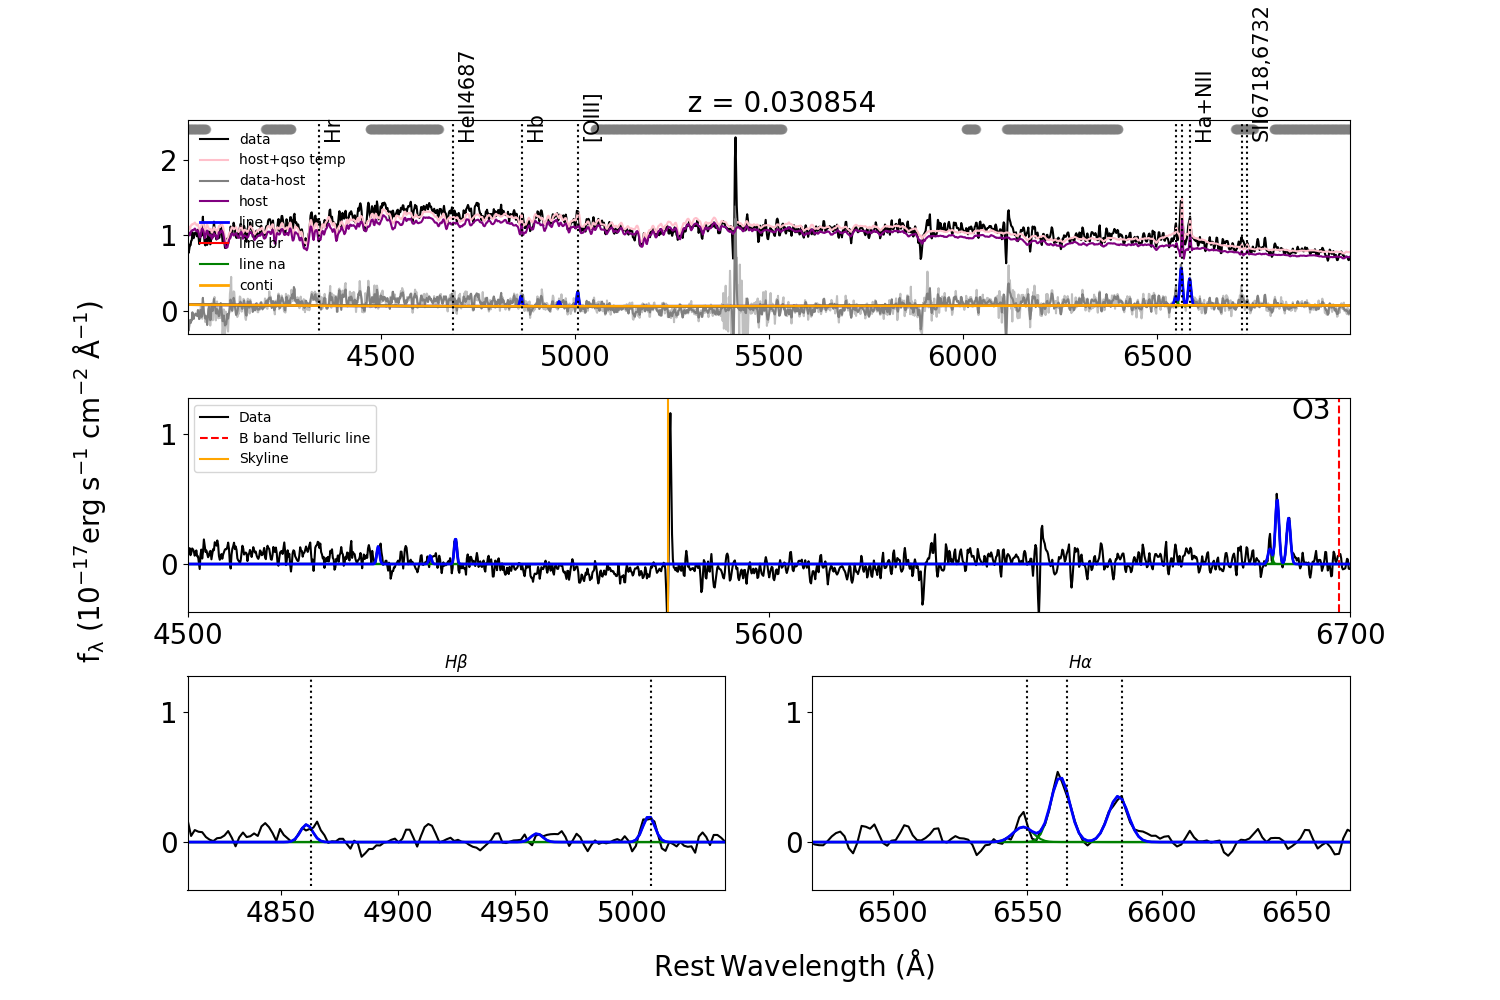 z = 0.030854
Hr
HeII4687
Hb
[OIII]
Ha+NII
SII6718,6732
data
host+qso temp
data-host
host
line
line br
line na
conti
2
1
0
4500
5000
5500
6000
6500
Data
B band Telluric line
Skyline
O3
1
0
4500
5600
6700
fλ (10⁻¹⁷erg s⁻¹ cm⁻² Å⁻¹)
Hβ
1
0
4850
4900
4950
5000
Hα
1
0
6500
6550
6600
6650
Rest Wavelength (Å)